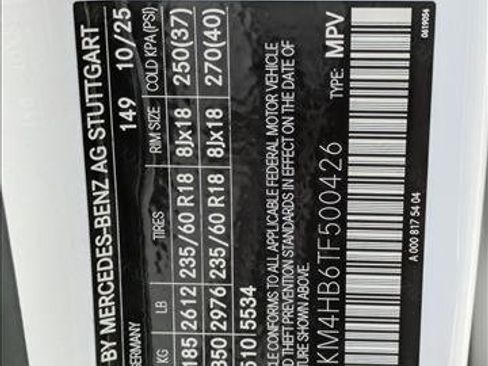 BY MERCEDES-BENZ AG STUTTGART
GERMANY 149 10/25
KG LB TIRES RIM SIZE COLD KPA(PSI)
185 2612 235/60 R18 8Jx18 250(37)
350 2976 235/60 R18 8Jx18 270(40)
510 5534
CLE CONFORMS TO ALL APPLICABLE FEDERAL MOTOR VEHICLE
AND THEFT PREVENTION STANDARDS IN EFFECT ON THE DATE OF
TURE SHOWN ABOVE.
KM4HB6TF500426 TYPE: MPV
A 000 817 54 04
0619054